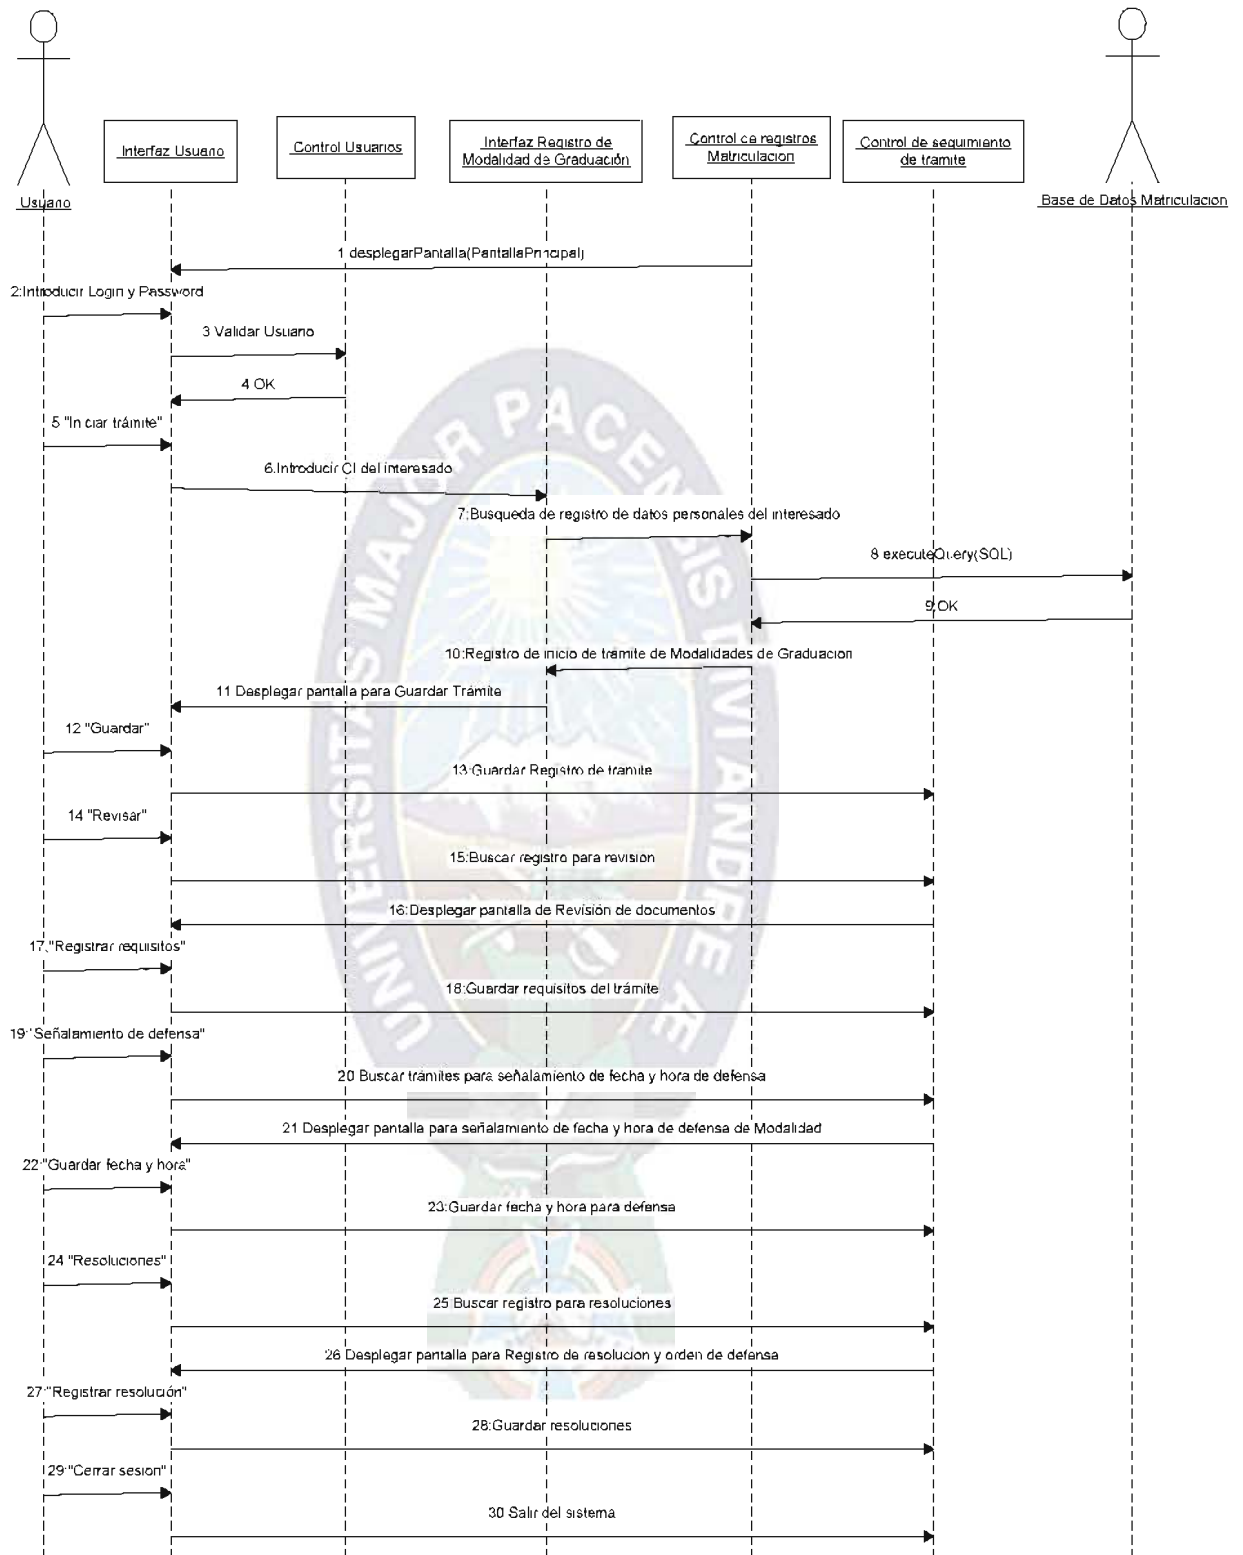 Interfaz Usuario
Control Usuarios
Interfaz Registro de
Modalidad de Graduación
Control de registros
Matriculacion
Control de sequimiento
de tramite
Usuario
Base de Datos Matriculacion
1 desplegarPantalla(PantallaPrincipal)
2:Introducir Login y Password
3 Validar Usuario
4 OK
5 "Iniciar trámite"
6.Introducir CI del interesado
7:Busqueda de registro de datos personales del interesado
8 executeQuery(SQL)
9:OK
10:Registro de inicio de tramite de Modalidades de Graduacion
11 Desplegar pantalla para Guardar Trámite
12 "Guardar"
13:Guardar Registro de tramite
14 "Revisar"
15:Buscar registro para revision
16:Desplegar pantalla de Revisión de documentos
17."Registrar requisitos"
18:Guardar requisitos del trámite
19:"Señalamiento de defensa"
20 Buscar trámites para señalamiento de fecha y hora de defensa
21 Desplegar pantalla para señalamiento de fecha y hora de defensa de Modalidad
22:"Guardar fecha y hora"
23:Guardar fecha y hora para defensa
24 "Resoluciones"
25 Buscar registro para resoluciones
26 Desplegar pantalla para Registro de resolucion y orden de defensa
27:"Registrar resolución"
28:Guardar resoluciones
29:"Cerrar sesion"
30 Salir del sistema
UNIVERSITAS MAJOR PACENSIS DIVI ANDREÆ